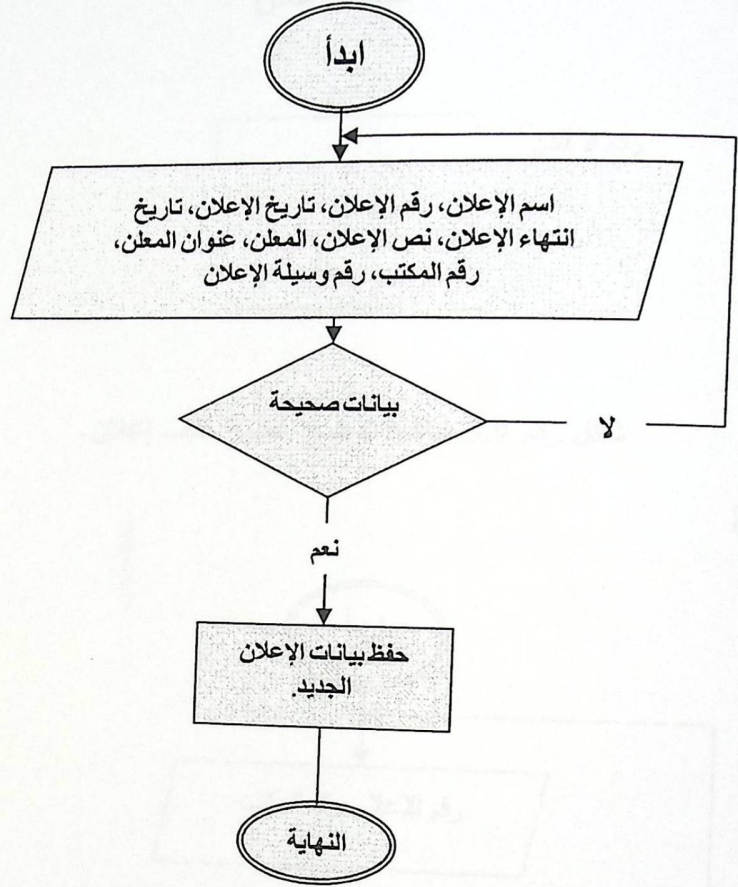 ابدأ
اسم الإعلان، رقم الإعلان، تاريخ الإعلان، تاريخ
انتهاء الإعلان، نص الإعلان، المعلن، عنوان المعلن،
رقم المكتب، رقم وسيلة الإعلان
بيانات صحيحة
لا
نعم
حفظ بيانات الإعلان
الجديد.
النهاية